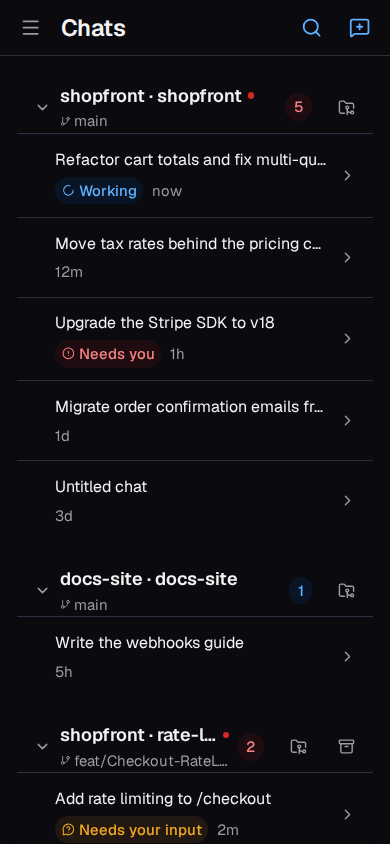 Chats
shopfront · shopfront
5
main
Refactor cart totals and fix multi-qu...
Working now
Move tax rates behind the pricing c...
12m
Upgrade the Stripe SDK to v18
Needs you 1h
Migrate order confirmation emails fr...
1d
Untitled chat
3d
docs-site · docs-site
1
main
Write the webhooks guide
5h
shopfront · rate-l...
2
feat/Checkout-RateL...
Add rate limiting to /checkout
Needs your input 2m